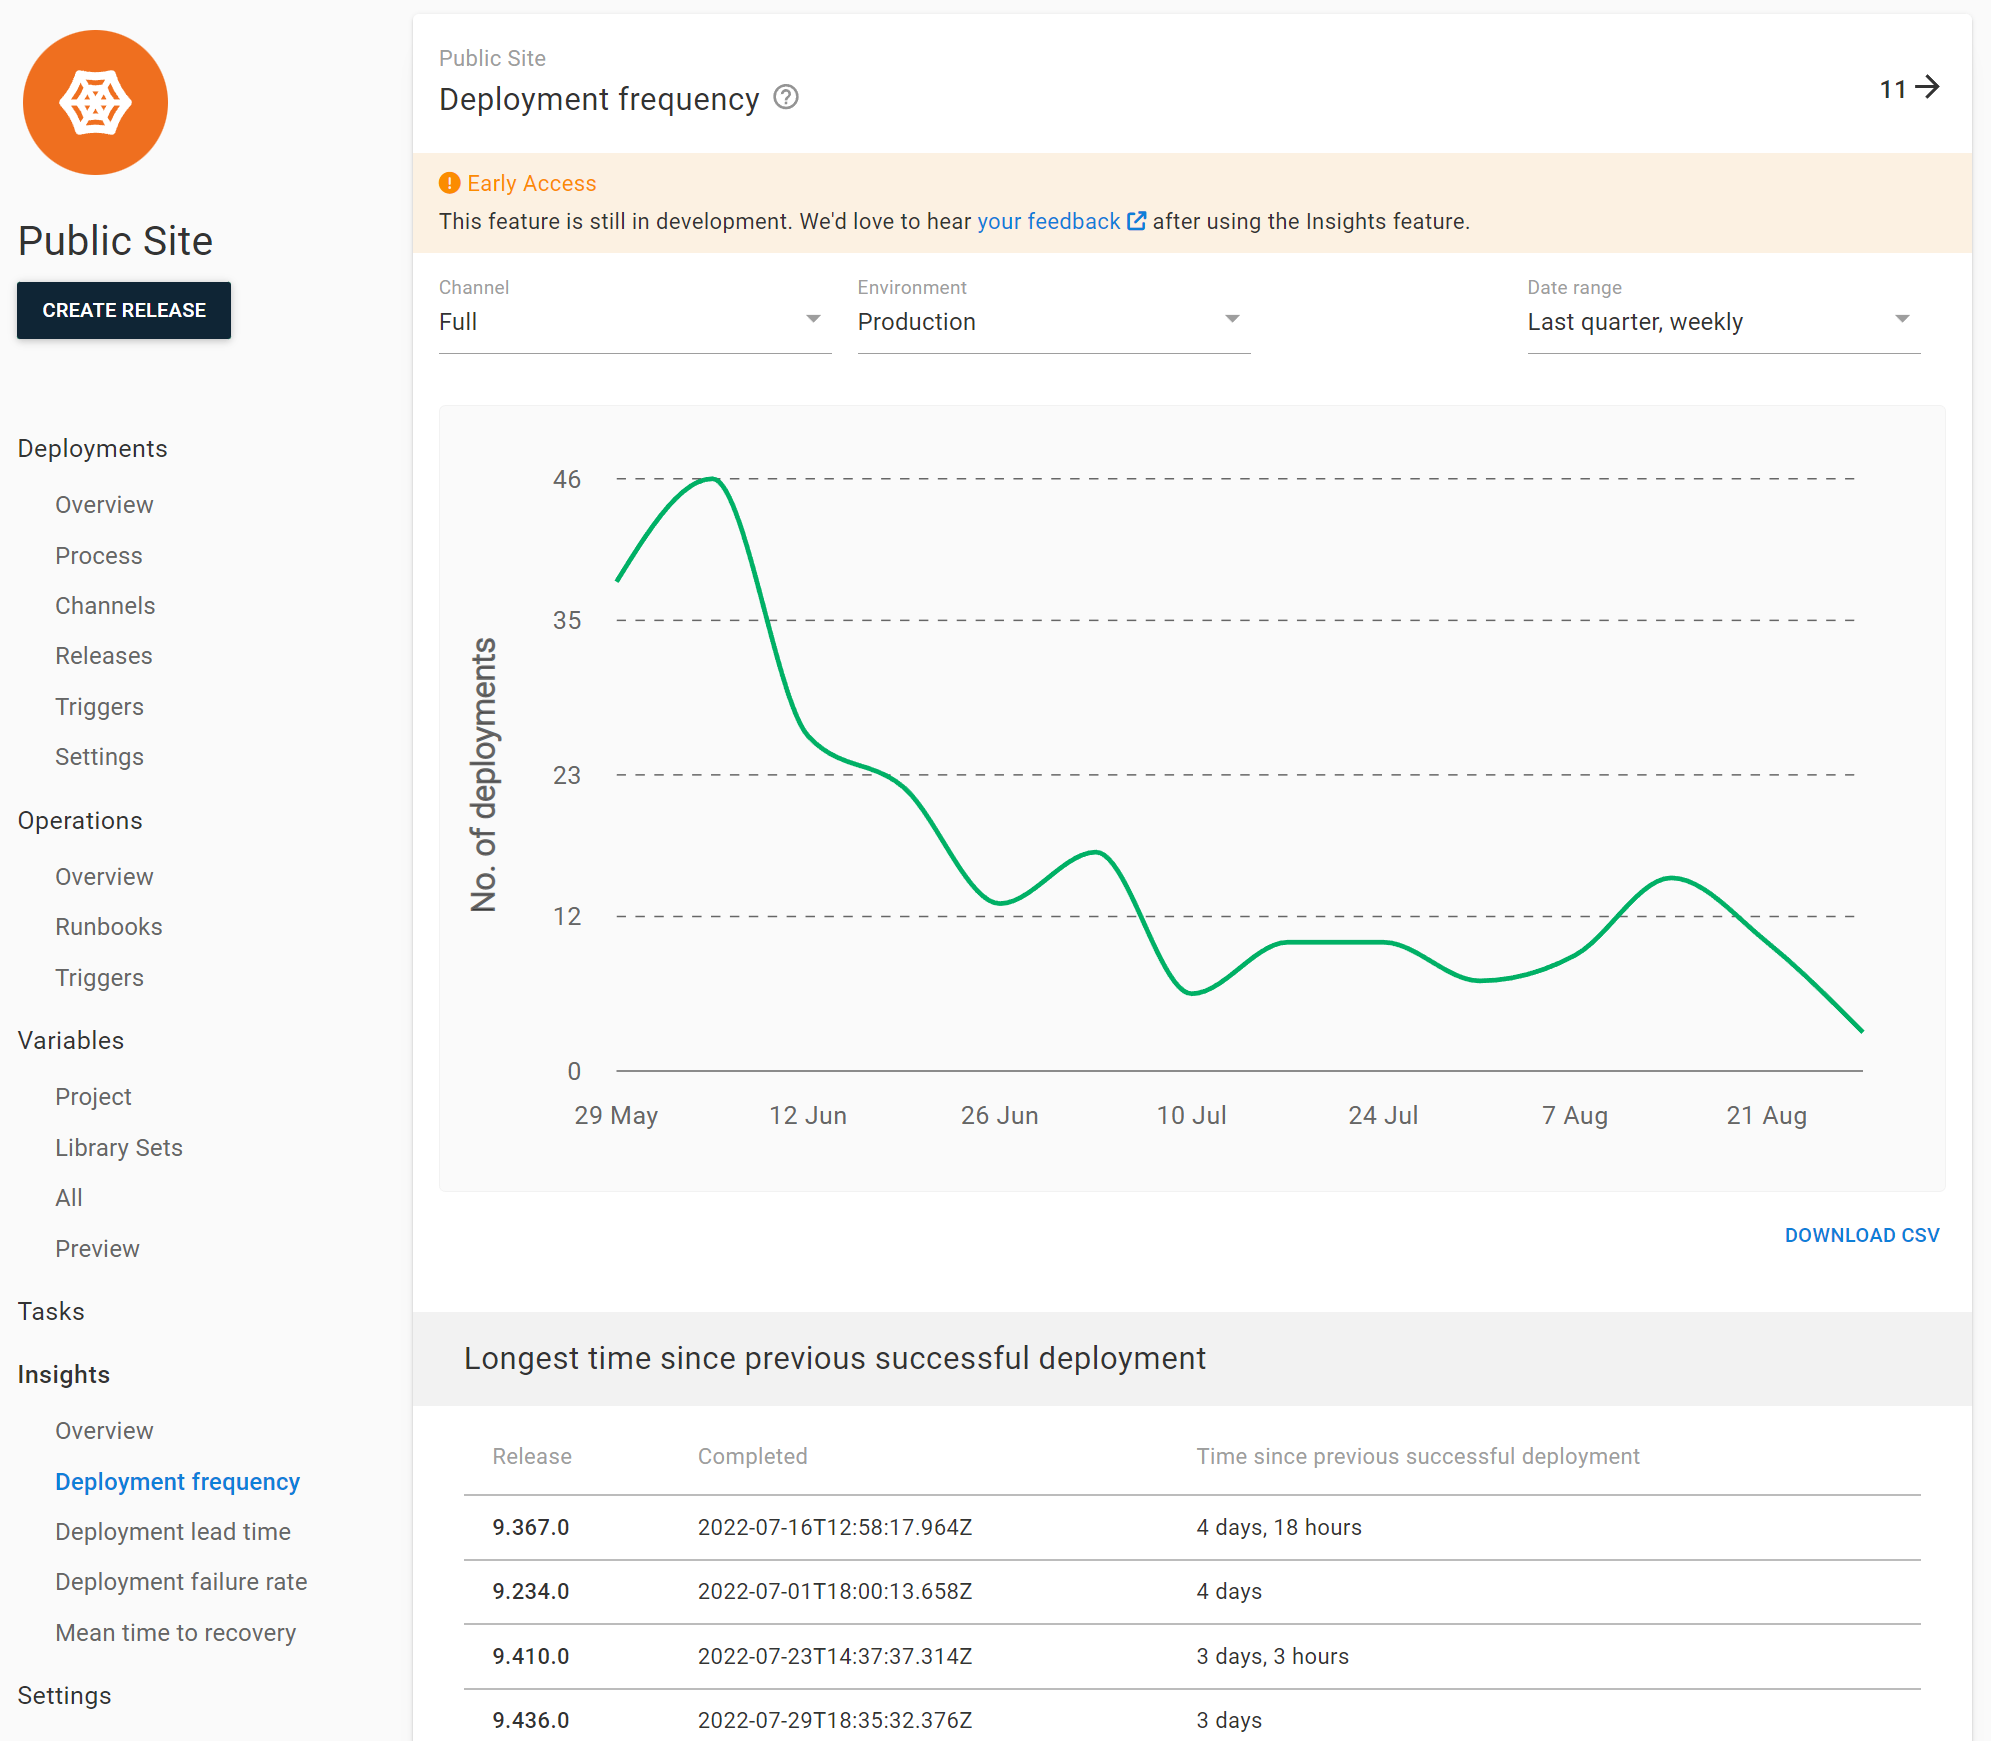 Public Site
CREATE RELEASE
Deployments
Overview
Process
Channels
Releases
Triggers
Settings
Operations
Overview
Runbooks
Triggers
Variables
Project
Library Sets
All
Preview
Tasks
Insights
Overview
Deployment frequency
Deployment lead time
Deployment failure rate
Mean time to recovery
Settings
Public Site
Deployment frequency
11
Early Access
This feature is still in development. We'd love to hear your feedback after using the Insights feature.
Channel
Full
Environment
Production
Date range
Last quarter, weekly
No. of deployments
46
35
23
12
0
29 May 12 Jun 26 Jun 10 Jul 24 Jul 7 Aug 21 Aug
DOWNLOAD CSV
Longest time since previous successful deployment
Release Completed Time since previous successful deployment
9.367.0 2022-07-16T12:58:17.964Z 4 days, 18 hours
9.234.0 2022-07-01T18:00:13.658Z 4 days
9.410.0 2022-07-23T14:37:37.314Z 3 days, 3 hours
9.436.0 2022-07-29T18:35:32.376Z 3 days